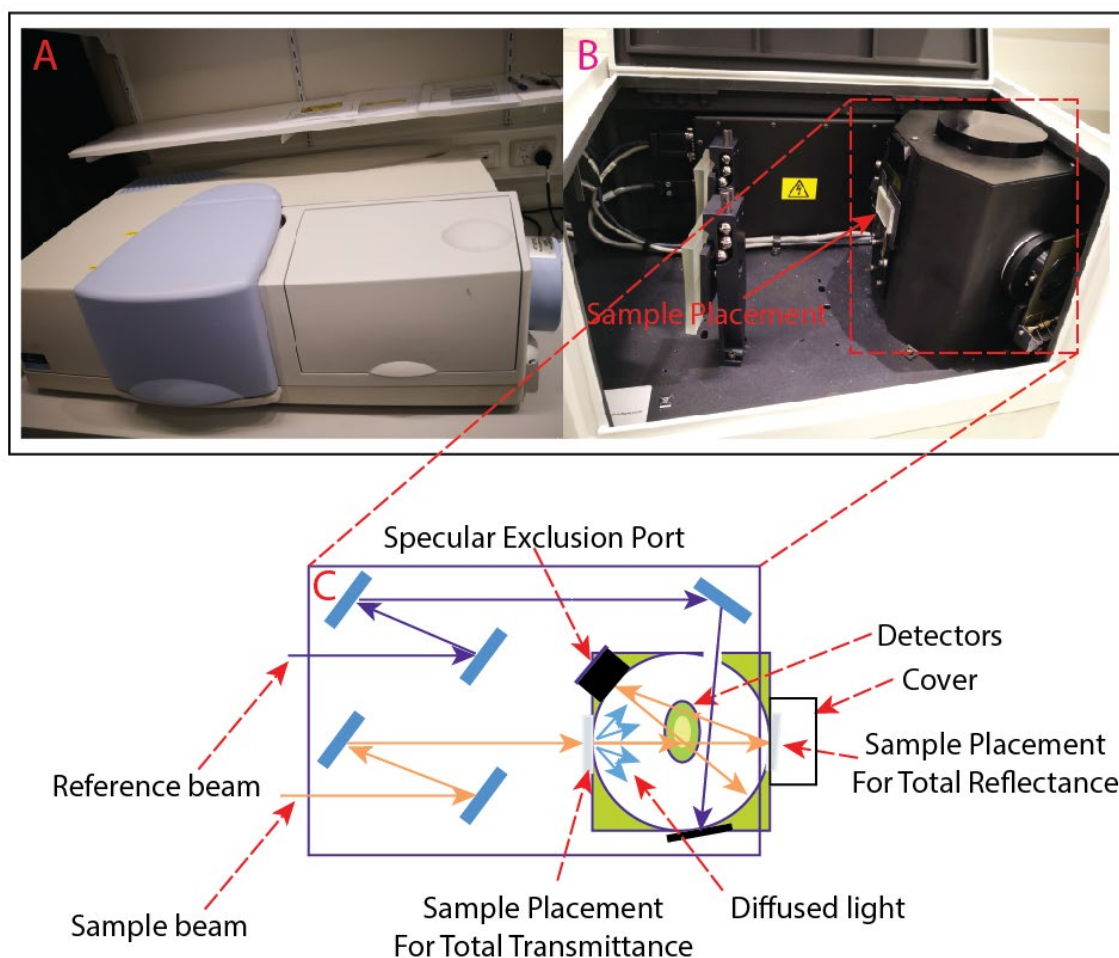 A
B
Sample Placement
Specular Exclusion Port
C
Detectors
Cover
Sample Placement
For Total Reflectance
Reference beam
Sample beam
Sample Placement
For Total Transmittance
Diffused light